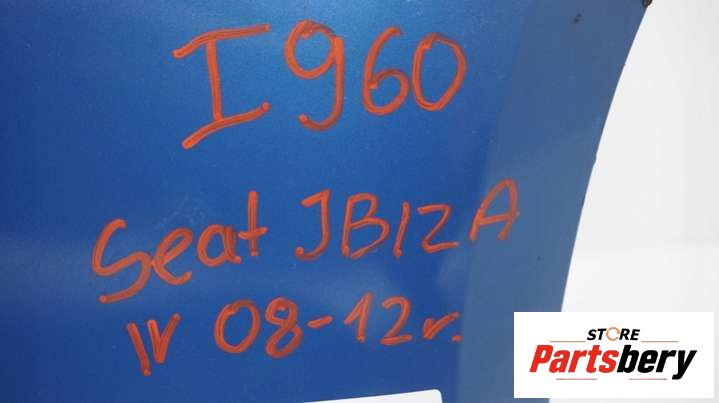 I960
Seat JBIZA
IV 08-12r.
STORE
Partsbery